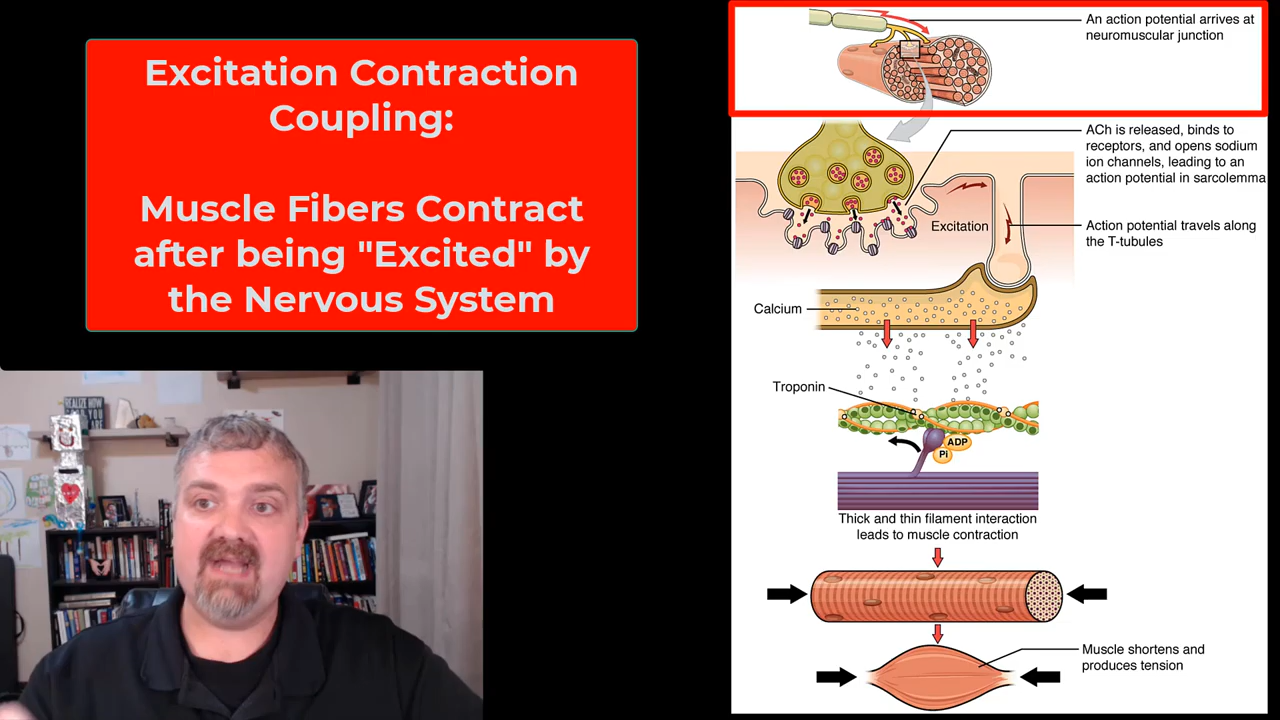 Excitation Contraction
Coupling:
Muscle Fibers Contract
after being "Excited" by
the Nervous System
An action potential arrives at
neuromuscular junction
ACh is released, binds to
receptors, and opens sodium
ion channels, leading to an
action potential in sarcolemma
Excitation
Action potential travels along
the T-tubules
Calcium
Troponin
ADP
Pi
Thick and thin filament interaction
leads to muscle contraction
Muscle shortens and
produces tension
REALIZE HOW